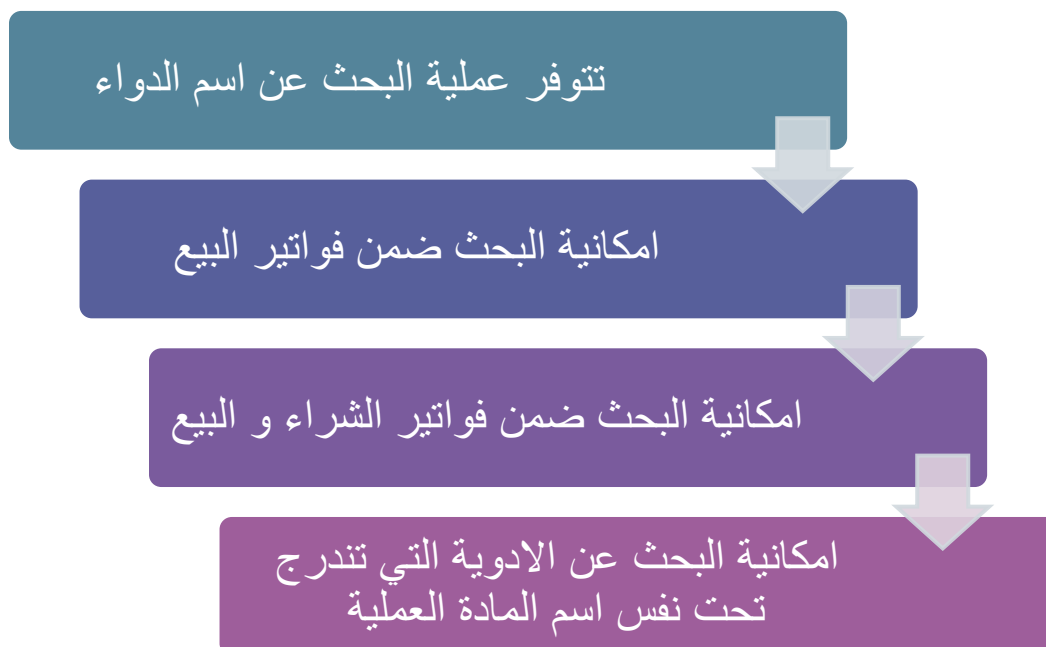 تتوفر عملية البحث عن اسم الدواء
امكانية البحث ضمن فواتير البيع
امكانية البحث ضمن فواتير الشراء و البيع
امكانية البحث عن الادوية التي تندرج
تحت نفس اسم المادة العملية